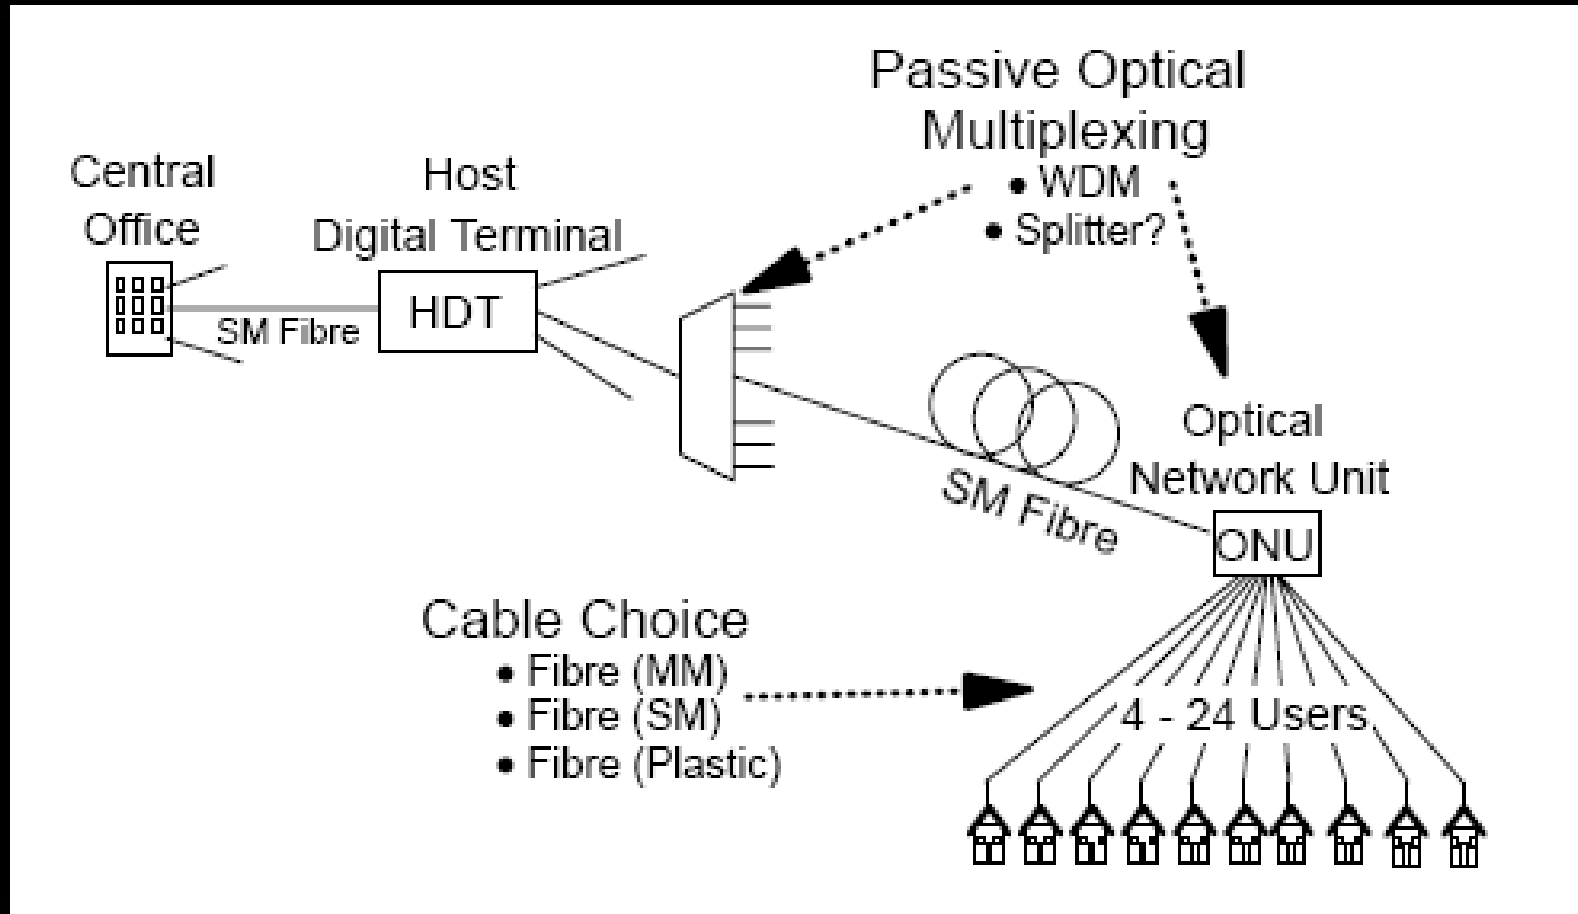 Passive Optical
Multiplexing
• WDM
• Splitter?
Central
Office
Host
Digital Terminal
HDT
SM Fibre
SM Fibre
Optical
Network Unit
ONU
Cable Choice
• Fibre (MM)
• Fibre (SM)
• Fibre (Plastic)
4 - 24 Users